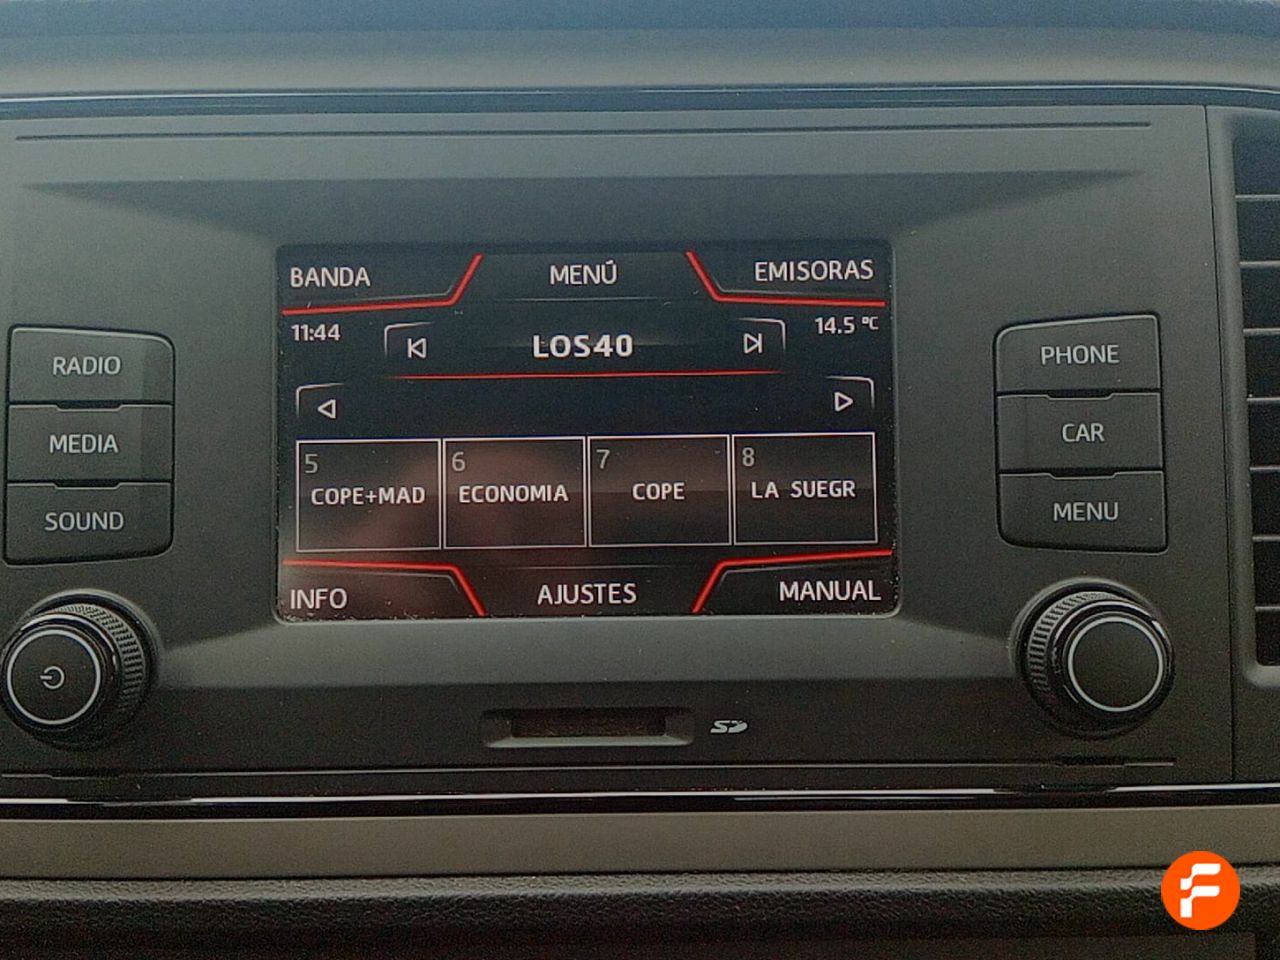 BANDA
MENÚ
EMISORAS
11:44
LOS40
14.5 ºC
5
COPE+MAD
6
ECONOMIA
7
COPE
8
LA SUEGR
INFO
AJUSTES
MANUAL
RADIO
MEDIA
SOUND
PHONE
CAR
MENU
SD
F